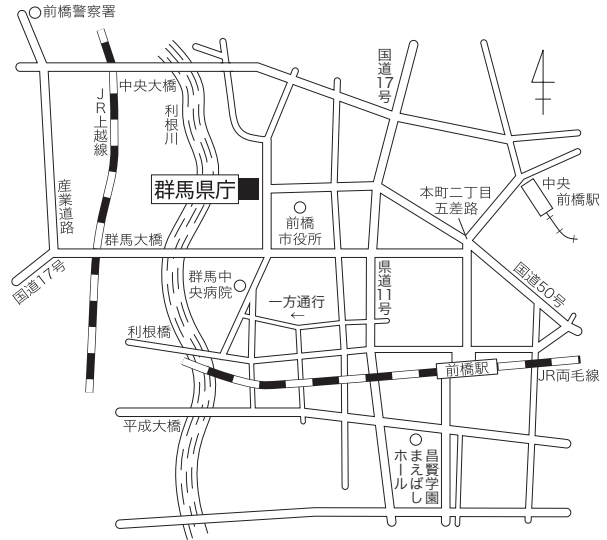 前橋警察署
中央大橋
JR上越線
利根川
国道17号
産業道路
群馬県庁
前橋
市役所
本町二丁目
五差路
中央
前橋駅
群馬大橋
国道17号
群馬中
央病院
一方通行
←
県道11号
国道50号
利根橋
前橋駅
JR両毛線
平成大橋
昌賢学園
まえばし
ホール